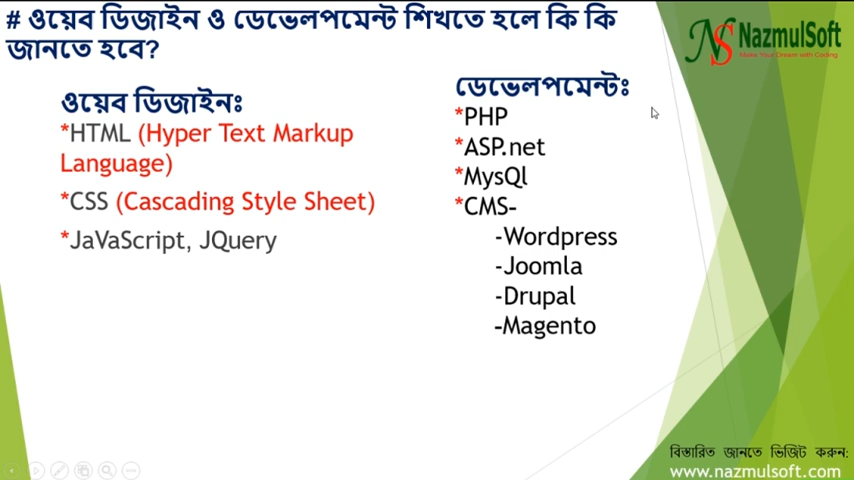 # ওয়েব ডিজাইন ও ডেভেলপমেন্ট শিখতে হলে কি কি
জানতে হবে?
NazmulSoft
Make Your Dream with Coding
ওয়েব ডিজাইনঃ
*HTML (Hyper Text Markup
Language)
*CSS (Cascading Style Sheet)
*JaVaScript, JQuery
ডেভেলপমেন্টঃ
*PHP
*ASP.net
*MysQl
*CMS-
-Wordpress
-Joomla
-Drupal
-Magento
বিস্তারিত জানতে ভিজিট করুন:
www.nazmulsoft.com